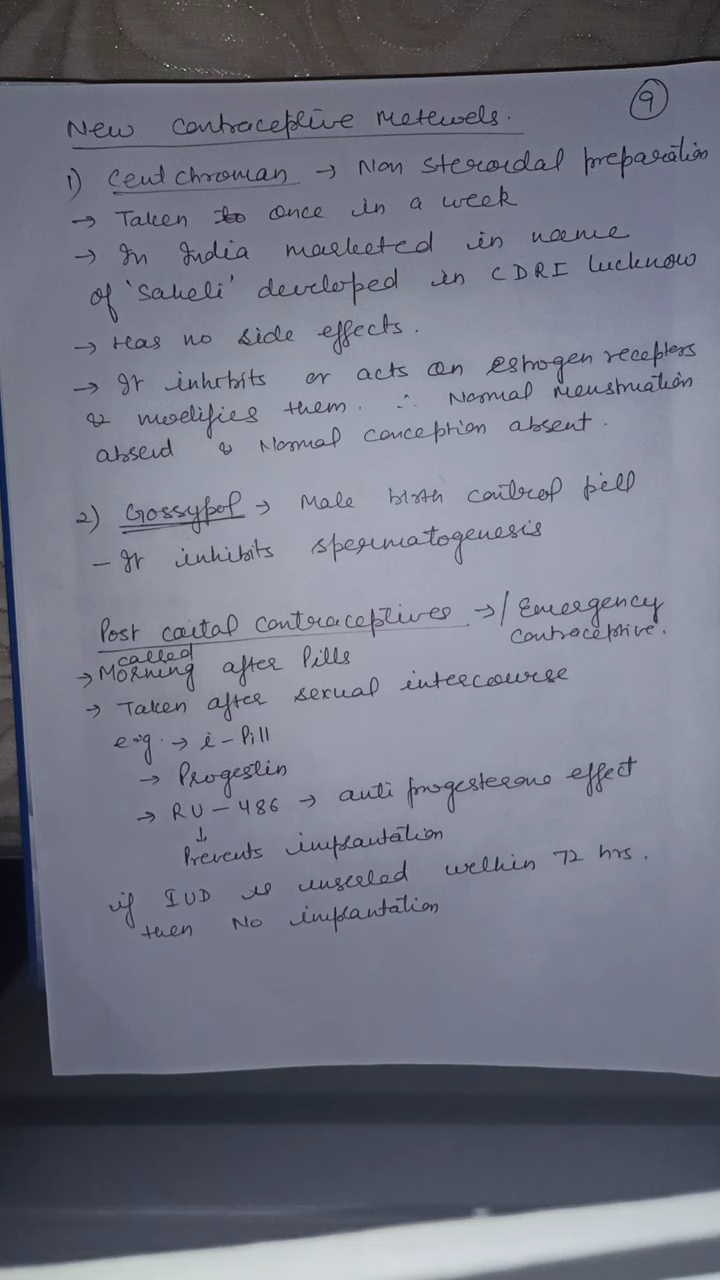 9
New Contraceptive Metewels.
1) Centchroman → Non steroidal preparation
→ Taken to once in a week
→ In India marketed in name
of 'Saheli' developed in CDRI lucknow
→ Has no side effects.
→ It inhibits or acts on estrogen receptors
& modifies them. ∴ Normal menstruation
absend & Normal conception absent.
2) Gossypol → Male birth control pill
- It inhibits spermatogenesis
Post coital contraceptives → / Emergency
contraceptive.
called
→ Morning after Pills
→ Taken after sexual intercourse
e.g. → i-Pill
→ Progestin
→ RU-486 → anti progesterone effect
↓
Prevents implantation
if IUD is inserted within 72 hrs.
then No implantation